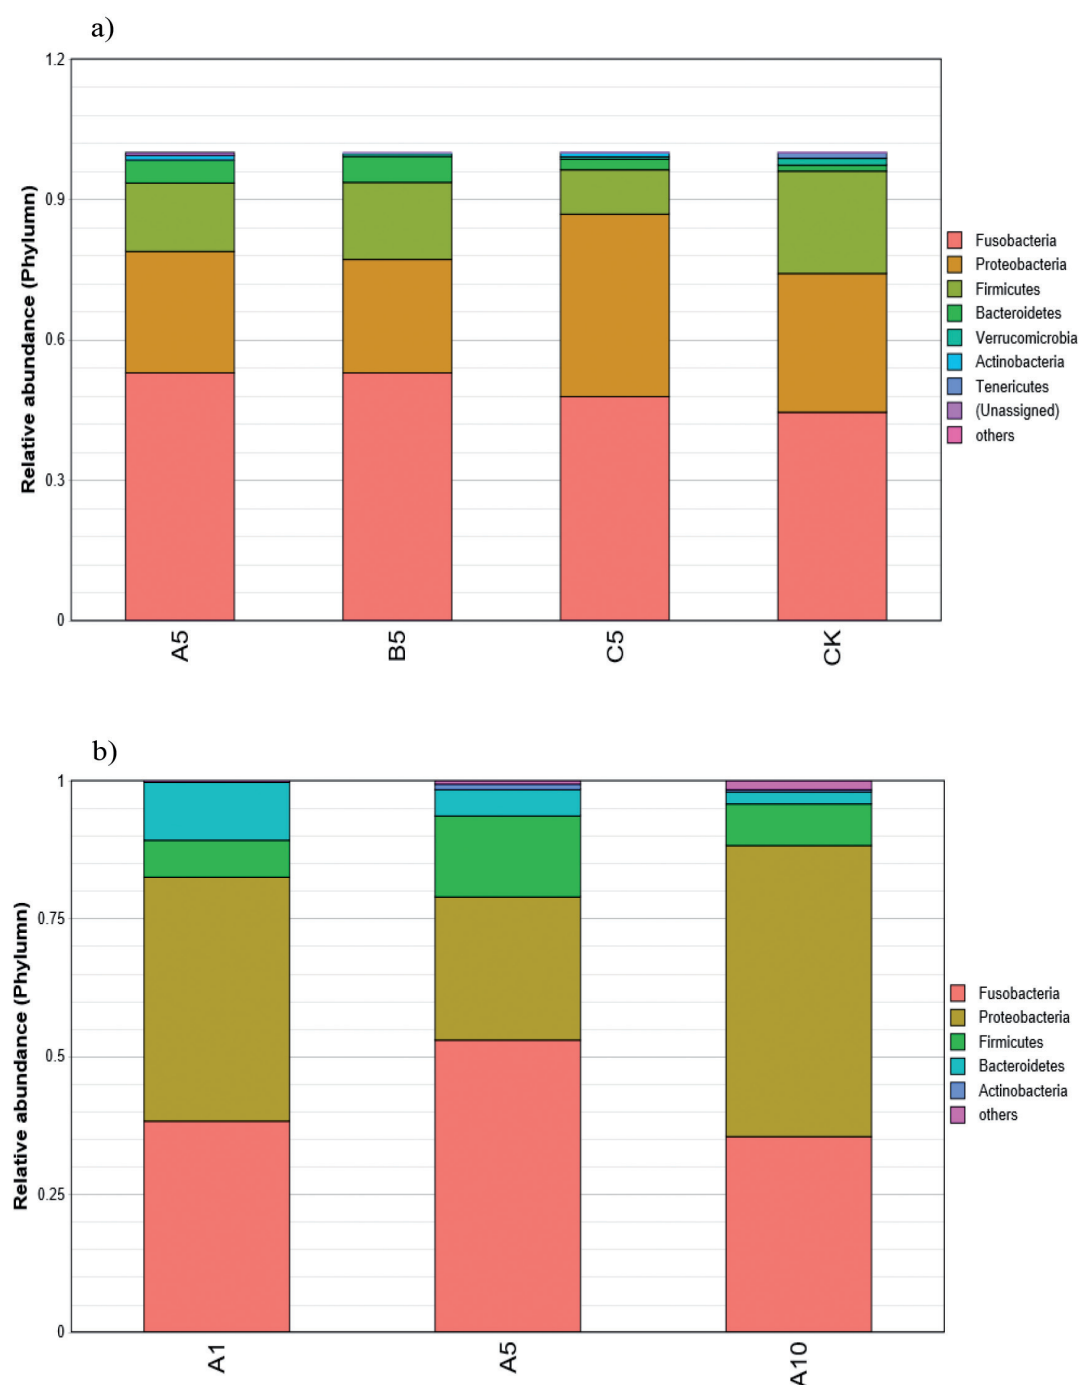 a)
1.2
0.9
0.6
0.3
0
Relative abundance (Phylumn)
A5
B5
C5
CK
Fusobacteria
Proteobacteria
Firmicutes
Bacteroidetes
Verrucomicrobia
Actinobacteria
Tenericutes
(Unassigned)
others
b)
1
0.75
0.5
0.25
0
Relative abundance (Phylumn)
A1
A5
A10
Fusobacteria
Proteobacteria
Firmicutes
Bacteroidetes
Actinobacteria
others